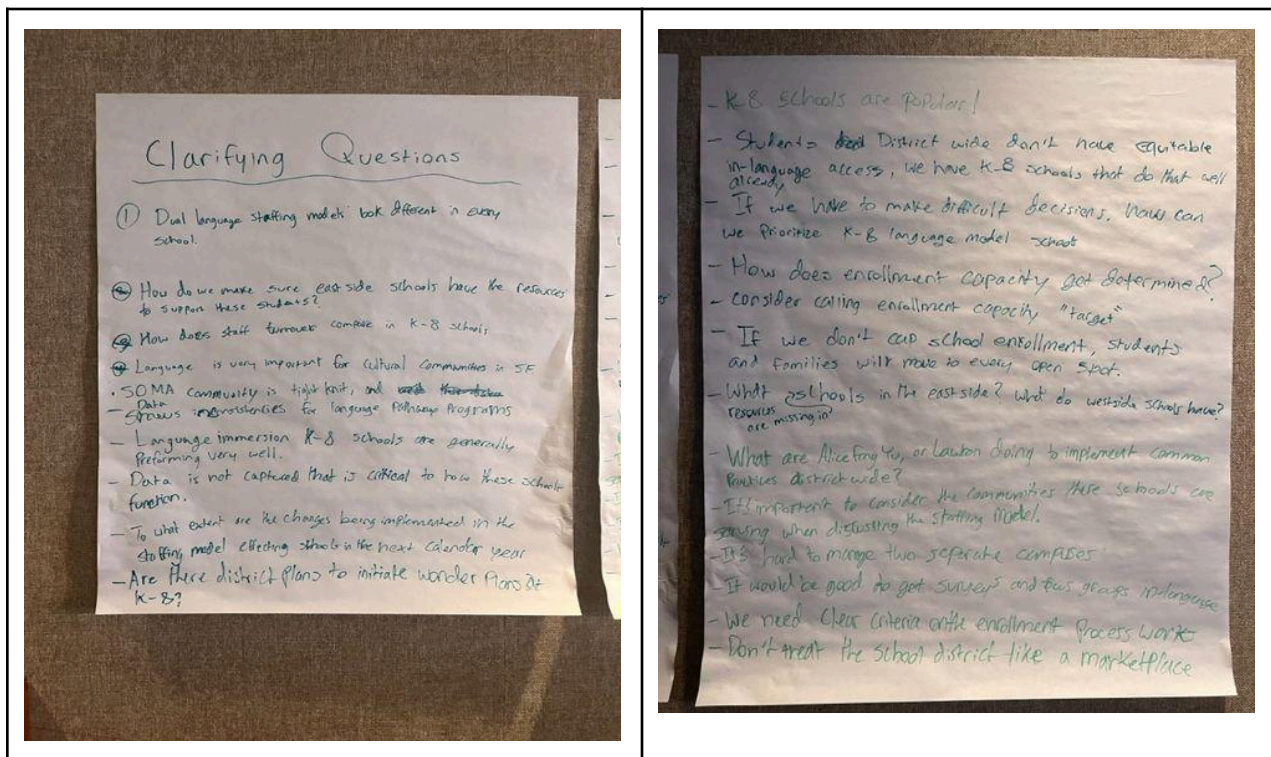 Clarifying Questions
① Dual language staffing models look different in every
school.
How do we make sure east side schools have the resources
to support these students?
How does staff turnover compare in K-8 schools
Language is very important for cultural communities in SF
• SOMA community is tight knit, and
- Data
shows inconsistencies for language Pathway Programs
- Language immersion K-8 schools are generally
Preforming very well.
- Data is not captured that is critical to how these schools
function.
- To what extent are the changes being implemented in the
staffing model effecting schools in the next calendar year
- Are there district plans to initiate wonder Plans at
K-8?
- K-8 schools are popular!
- Students District wide don't have equitable
in-language access, we have K-8 schools that do that well
already
- If we have to make difficult decisions, how can
we Prioritize K-8 language model school
- How does enrollment capacity get determined?
- consider calling enrollment capacity "target"
- If we don't cap school enrollment, students
and families will move to every open spot.
- What schools in the eastside? what do westside schools have?
resources
are missing in?
- What are Alice Fong Yu, or Lawton doing to implement common
Practices district wide?
- It's important to consider the communities these schools are
serving when discussing the staffing Model.
- It's hard to mange two seperate campuses
- It would be good to get surveys and focus groups in-language
- We need Clear Criteria on the enrollment Process works
- Don't treat the school district like a marketplace